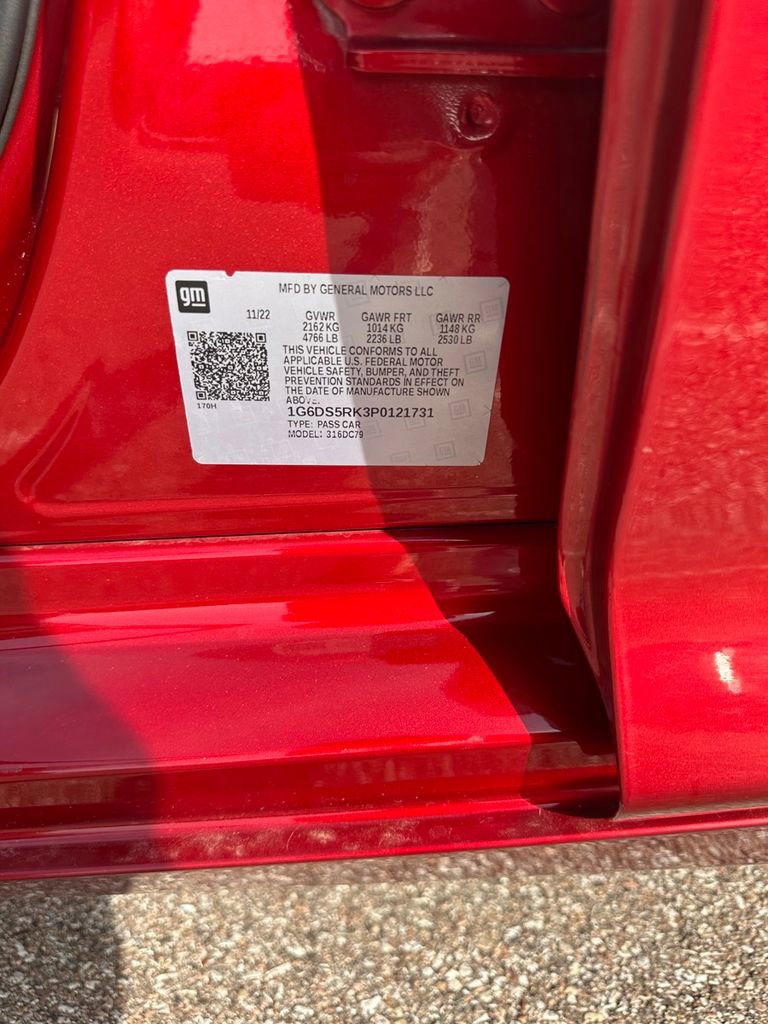 gm
MFD BY GENERAL MOTORS LLC
11/22 GVWR GAWR FRT GAWR RR
2162 KG 1014 KG 1148 KG
4766 LB 2236 LB 2530 LB
THIS VEHICLE CONFORMS TO ALL
APPLICABLE U.S. FEDERAL MOTOR
VEHICLE SAFETY, BUMPER, AND THEFT
PREVENTION STANDARDS IN EFFECT ON
THE DATE OF MANUFACTURE SHOWN
ABOVE.
170H
1G6DS5RK3P0121731
TYPE: PASS CAR
MODEL: 316DC79